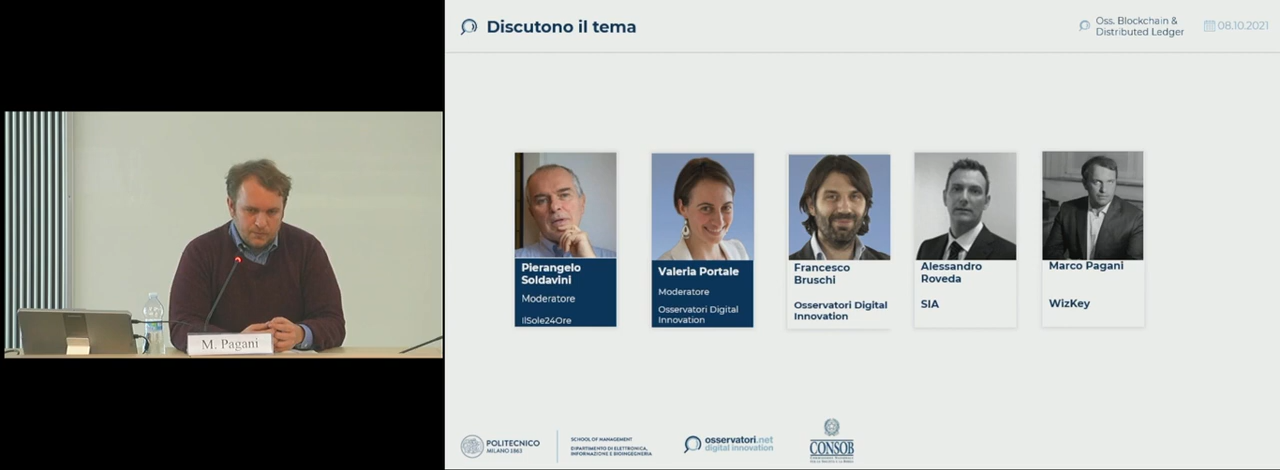 Discutono il tema
Oss. Blockchain &
Distributed Ledger
08.10.2021
M. Pagani
Pierangelo
Soldavini
Moderatore
IlSole24Ore
Valeria Portale
Moderatore
Osservatori Digital
Innovation
Francesco
Bruschi
Osservatori Digital
Innovation
Alessandro
Roveda
SIA
Marco Pagani
WizKey
POLITECNICO
MILANO 1863
SCHOOL OF MANAGEMENT
DIPARTIMENTO DI ELETTRONICA,
INFORMAZIONE E BIOINGEGNERIA
osservatori.net
digital innovation
CONSOB